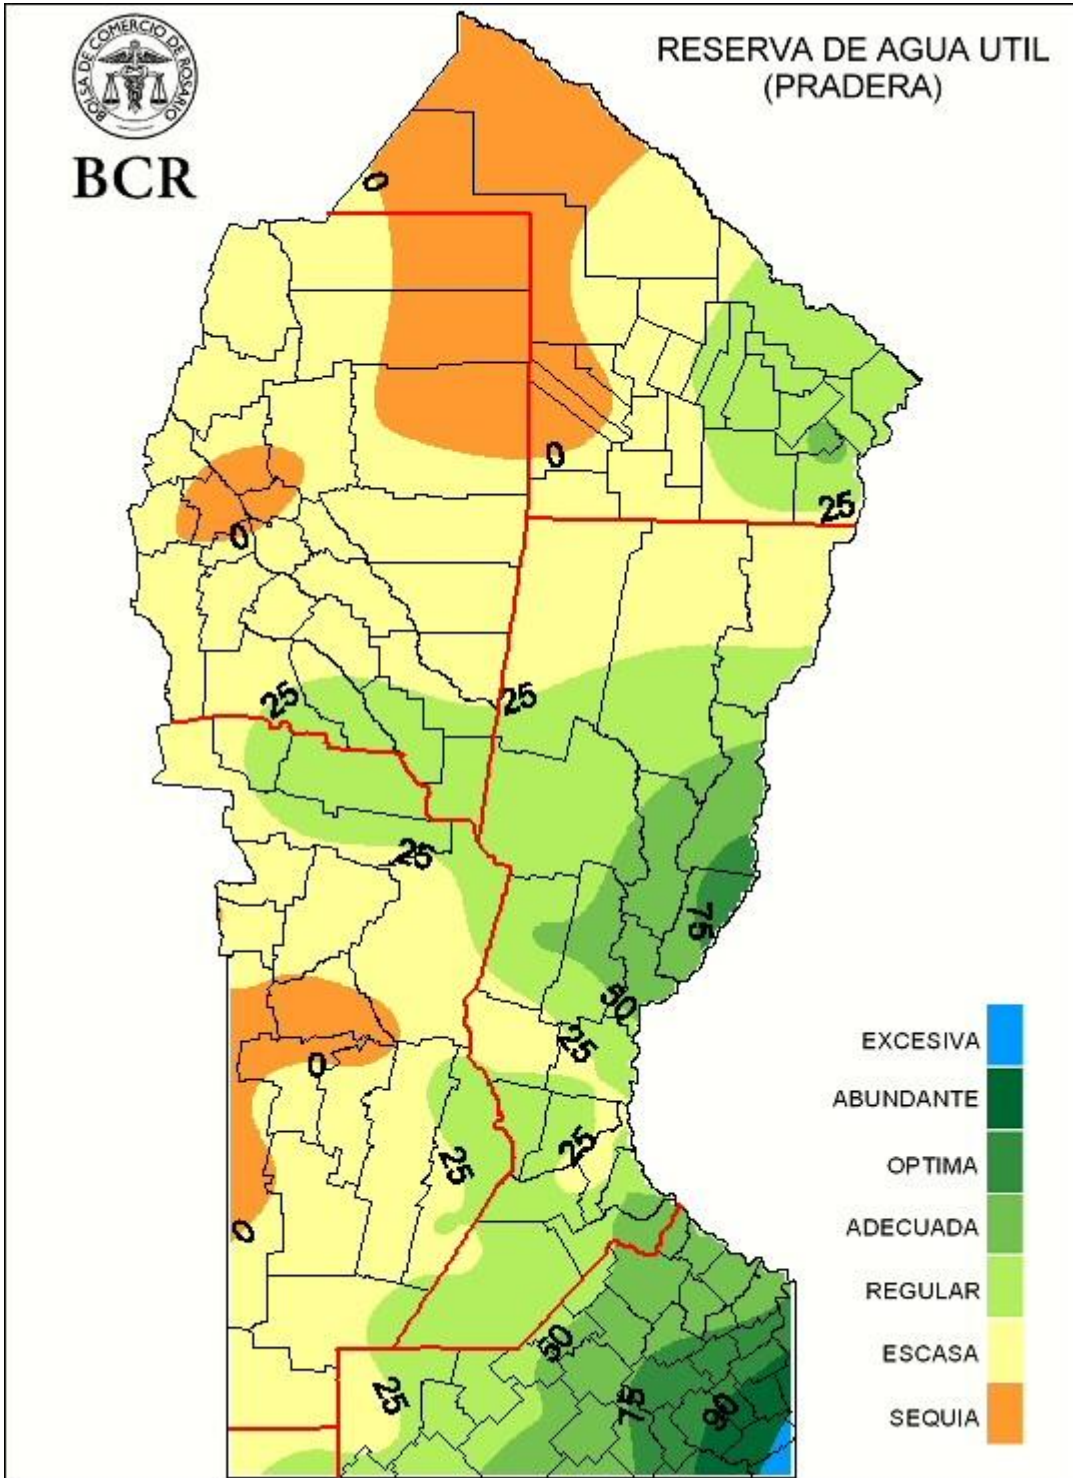 BOLSA DE COMERCIO DE ROSARIO
BCR
RESERVA DE AGUA UTIL
(PRADERA)
0
0
25
0
25
25
25
75
50
25
0
25
25
0
50
25
75
90
EXCESIVA
ABUNDANTE
OPTIMA
ADECUADA
REGULAR
ESCASA
SEQUIA